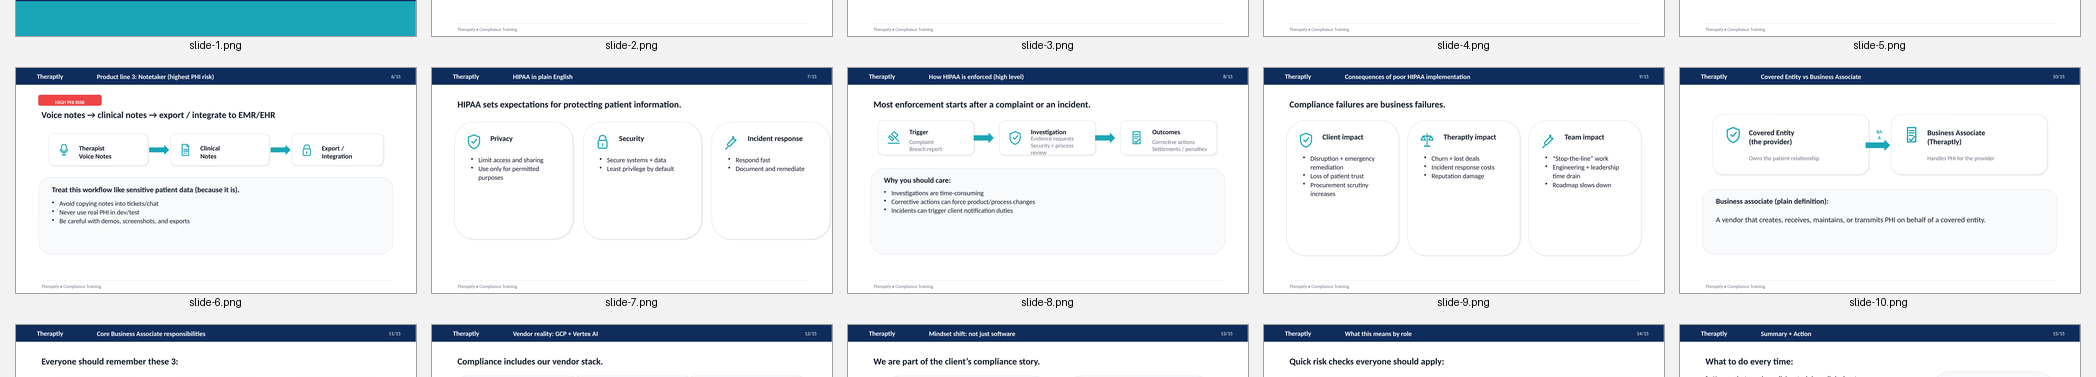 Theraptly • Compliance Training
Theraptly • Compliance Training
Theraptly • Compliance Training
Theraptly • Compliance Training
slide-1.png
slide-2.png
slide-3.png
slide-4.png
slide-5.png
Theraptly Product line 3: Notetaker (highest PHI risk) 6/15
HIGH PHI RISK
Voice notes → clinical notes → export / integrate to EMR/EHR
Therapist
Voice Notes
Clinical
Notes
Export /
Integration
Treat this workflow like sensitive patient data (because it is).
• Avoid copying notes into tickets/chat
• Never use real PHI in dev/test
• Be careful with demos, screenshots, and exports
Theraptly • Compliance Training
slide-6.png
Theraptly HIPAA in plain English 7/15
HIPAA sets expectations for protecting patient information.
Privacy
• Limit access and sharing
• Use only for permitted
purposes
Security
• Secure systems + data
• Least privilege by default
Incident response
• Respond fast
• Document and remediate
Theraptly • Compliance Training
slide-7.png
Theraptly How HIPAA is enforced (high level) 8/15
Most enforcement starts after a complaint or an incident.
Trigger
Complaint
Breach report
Investigation
Evidence requests
Security + process
review
Outcomes
Corrective actions
Settlements / penalties
Why you should care:
• Investigations are time-consuming
• Corrective actions can force product/process changes
• Incidents can trigger client notification duties
Theraptly • Compliance Training
slide-8.png
Theraptly Consequences of poor HIPAA implementation 9/15
Compliance failures are business failures.
Client impact
• Disruption + emergency
remediation
• Loss of patient trust
• Procurement scrutiny
increases
Theraptly impact
• Churn + lost deals
• Incident response costs
• Reputation damage
Team impact
• "Stop-the-line" work
• Engineering + leadership
time drain
• Roadmap slows down
Theraptly • Compliance Training
slide-9.png
Theraptly Covered Entity vs Business Associate 10/15
Covered Entity
(the provider)
Owns the patient relationship
BA
A
Business Associate
(Theraptly)
Handles PHI for the provider
Business associate (plain definition):
A vendor that creates, receives, maintains, or transmits PHI on behalf of a covered entity.
Theraptly • Compliance Training
slide-10.png
Theraptly Core Business Associate responsibilities 11/15
Everyone should remember these 3:
Theraptly Vendor reality: GCP + Vertex AI 12/15
Compliance includes our vendor stack.
Theraptly Mindset shift: not just software 13/15
We are part of the client's compliance story.
Theraptly What this means by role 14/15
Quick risk checks everyone should apply:
Theraptly Summary + Action 15/15
What to do every time: